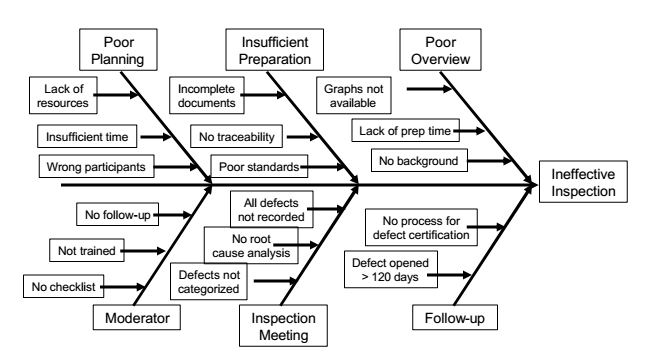 Poor
Planning
Insufficient
Preparation
Poor
Overview
Lack of
resources
Incomplete
documents
Graphs not
available
Insufficient time
No traceability
Lack of prep time
Wrong participants
Poor standards
No background
Ineffective
Inspection
No follow-up
All defects
not recorded
No process for
defect certification
Not trained
No root
cause analysis
Defect opened
> 120 days
No checklist
Defects not
categorized
Moderator
Inspection
Meeting
Follow-up